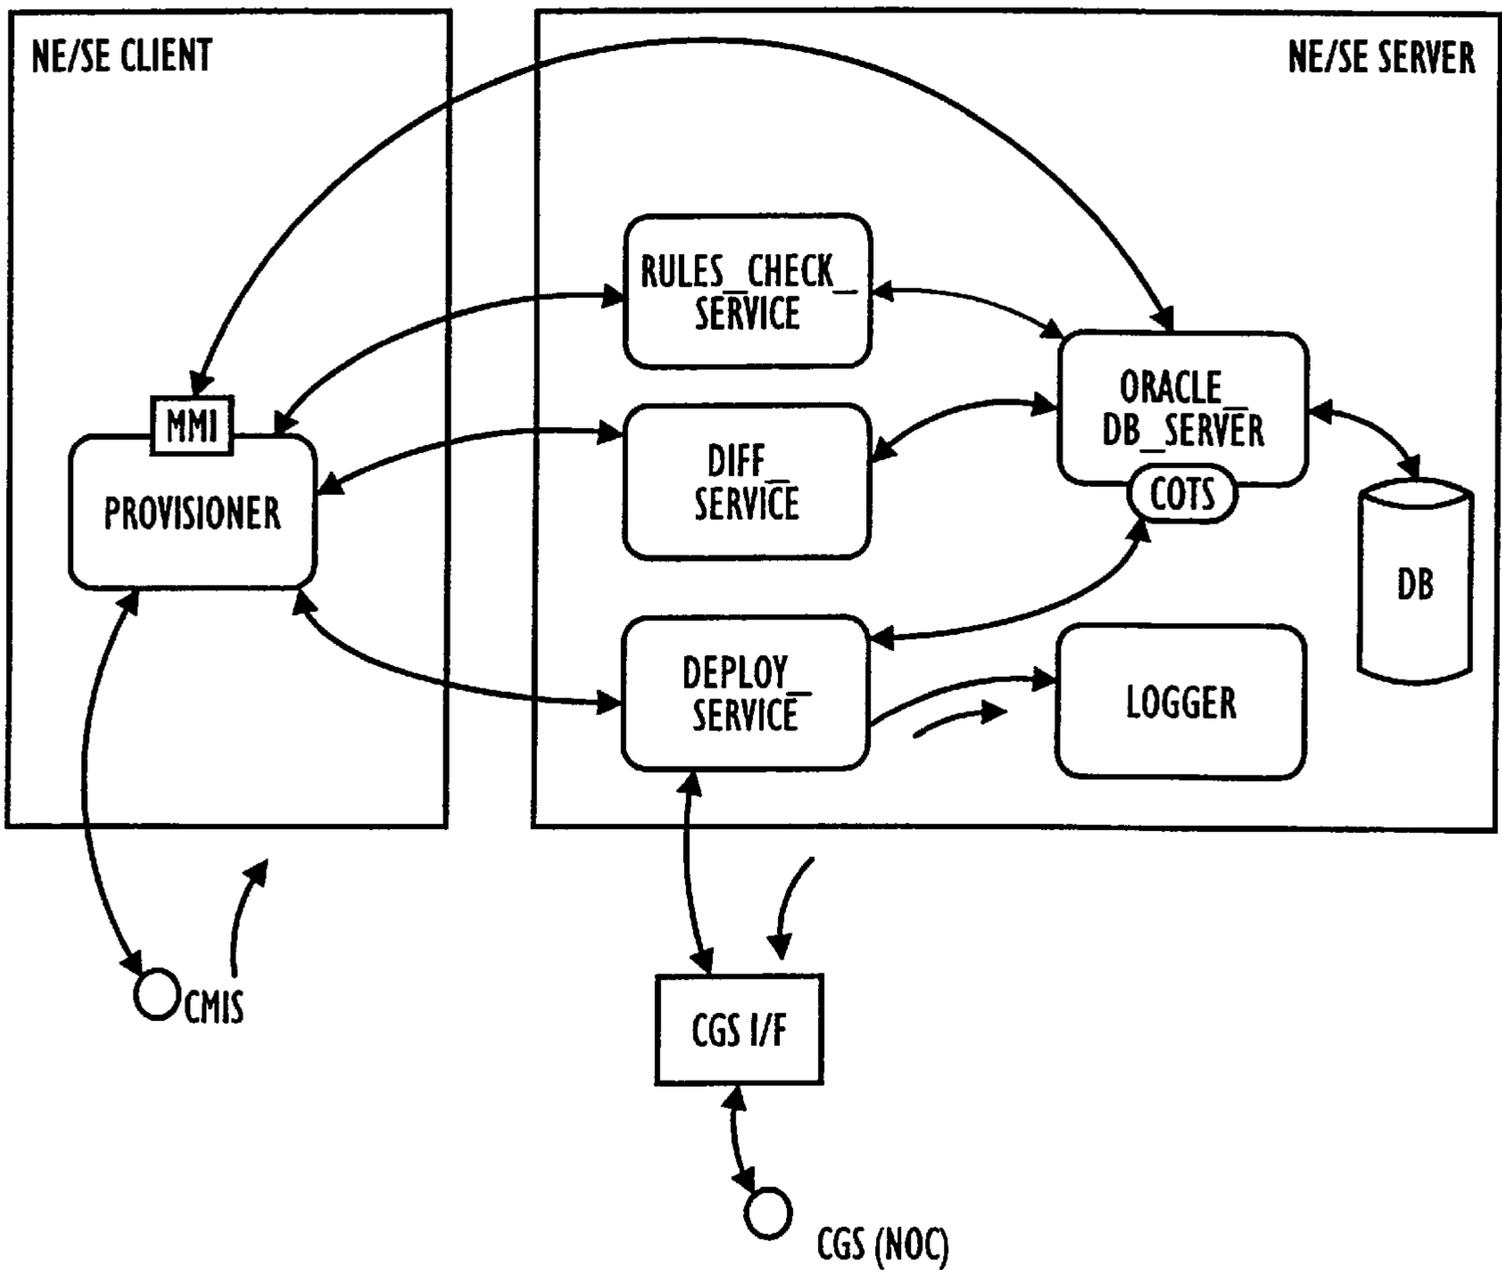 NE/SE CLIENT
NE/SE SERVER
RULES_CHECK_
SERVICE
MMI
PROVISIONER
ORACLE_
DB_SERVER
COTS
DIFF_
SERVICE
DB
DEPLOY_
SERVICE
LOGGER
CMIS
CGS I/F
CGS (NOC)